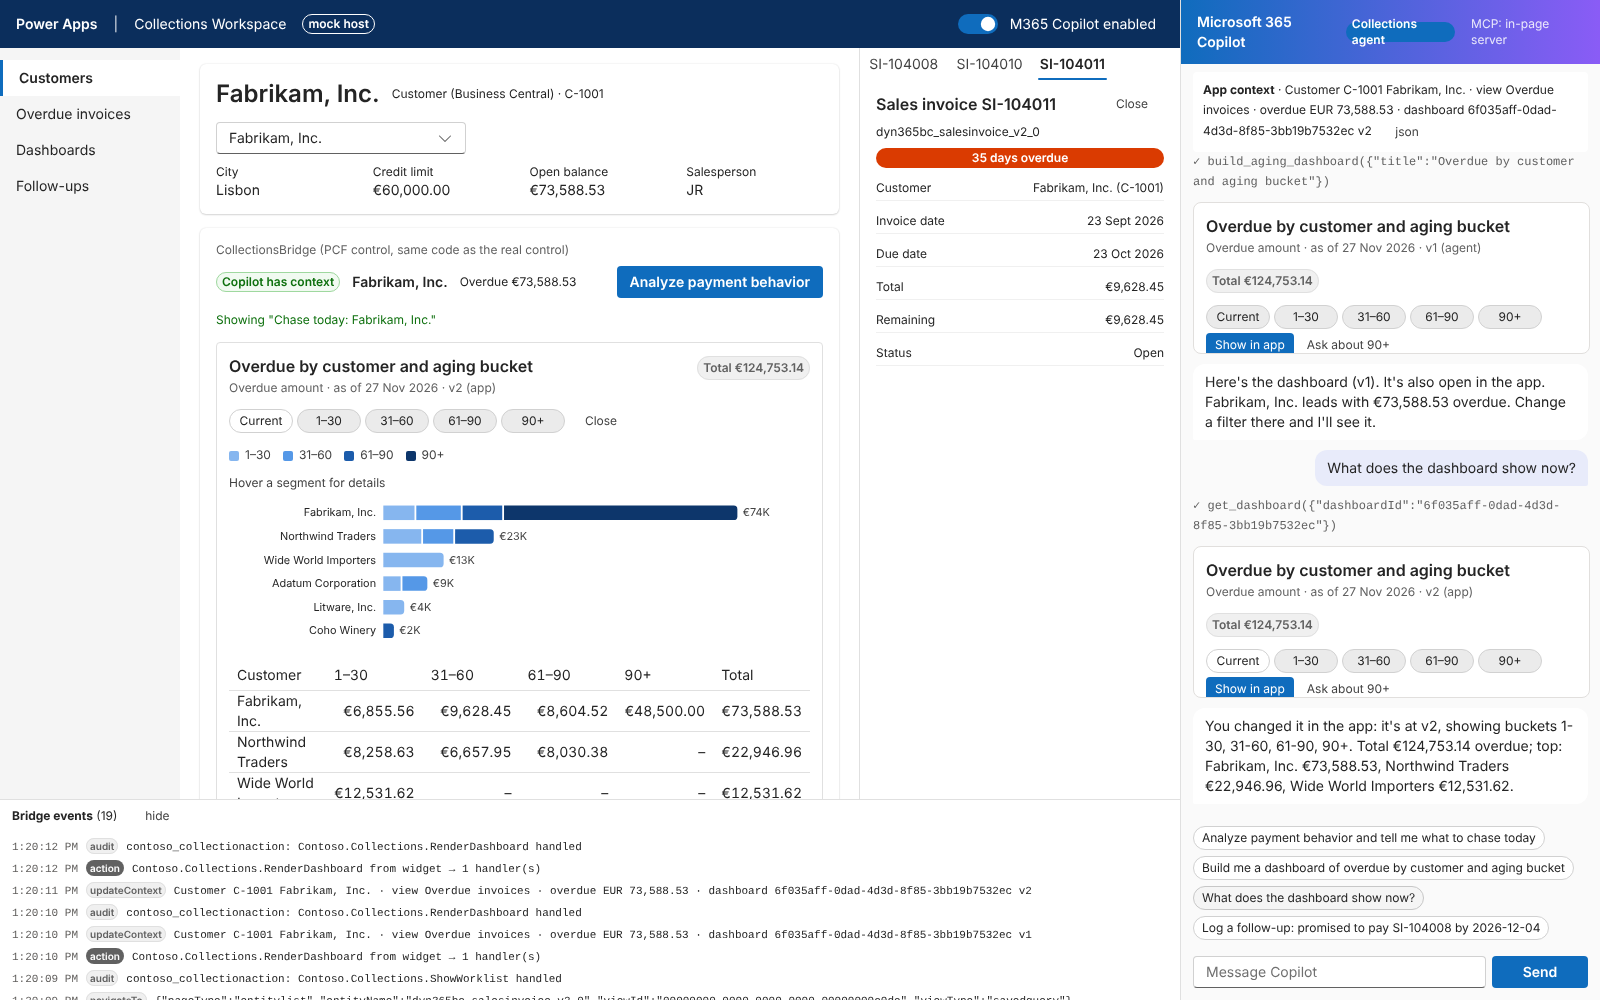 Power Apps | Collections Workspace mock host
M365 Copilot enabled
Customers
Overdue invoices
Dashboards
Follow-ups
Fabrikam, Inc. Customer (Business Central) · C-1001
Fabrikam, Inc.
City Credit limit Open balance Salesperson
Lisbon €60,000.00 €73,588.53 JR
CollectionsBridge (PCF control, same code as the real control)
Copilot has context Fabrikam, Inc. Overdue €73,588.53 Analyze payment behavior
Showing "Chase today: Fabrikam, Inc."
Overdue by customer and aging bucket Total €124,753.14
Overdue amount · as of 27 Nov 2026 · v2 (app)
Current 1–30 31–60 61–90 90+ Close
1–30 31–60 61–90 90+
Hover a segment for details
Fabrikam, Inc. €74K
Northwind Traders €23K
Wide World Importers €13K
Adatum Corporation €9K
Litware, Inc. €4K
Coho Winery €2K
Customer 1–30 31–60 61–90 90+ Total
Fabrikam, Inc. €6,855.56 €9,628.45 €8,604.52 €48,500.00 €73,588.53
Northwind Traders €8,258.63 €6,657.95 €8,030.38 – €22,946.96
Wide World €12,531.62 – – – €12,531.62
SI-104008 SI-104010 SI-104011
Sales invoice SI-104011 Close
dyn365bc_salesinvoice_v2_0
35 days overdue
Customer Fabrikam, Inc. (C-1001)
Invoice date 23 Sept 2026
Due date 23 Oct 2026
Total €9,628.45
Remaining €9,628.45
Status Open
Bridge events (19) hide
1:20:12 PM audit contoso_collectionaction: Contoso.Collections.RenderDashboard handled
1:20:12 PM action Contoso.Collections.RenderDashboard from widget → 1 handler(s)
1:20:11 PM updateContext Customer C-1001 Fabrikam, Inc. · view Overdue invoices · overdue EUR 73,588.53 · dashboard 6f035aff-0dad-4d3d-8f85-3bb19b7532ec v2
1:20:10 PM audit contoso_collectionaction: Contoso.Collections.RenderDashboard handled
1:20:10 PM updateContext Customer C-1001 Fabrikam, Inc. · view Overdue invoices · overdue EUR 73,588.53 · dashboard 6f035aff-0dad-4d3d-8f85-3bb19b7532ec v1
1:20:10 PM action Contoso.Collections.RenderDashboard from widget → 1 handler(s)
1:20:09 PM audit contoso_collectionaction: Contoso.Collections.ShowWorklist handled
Microsoft 365
Copilot
Collections
agent
MCP: in-page
server
App context · Customer C-1001 Fabrikam, Inc. · view Overdue
invoices · overdue EUR 73,588.53 · dashboard 6f035aff-0dad-
4d3d-8f85-3bb19b7532ec v2 json
✓ build_aging_dashboard({"title":"Overdue by customer
and aging bucket"})
Overdue by customer and aging bucket
Overdue amount · as of 27 Nov 2026 · v1 (agent)
Total €124,753.14
Current 1–30 31–60 61–90 90+
Show in app Ask about 90+
Here's the dashboard (v1). It's also open in the app.
Fabrikam, Inc. leads with €73,588.53 overdue. Change
a filter there and I'll see it.
What does the dashboard show now?
✓ get_dashboard({"dashboardId":"6f035aff-0dad-4d3d-
8f85-3bb19b7532ec"})
Overdue by customer and aging bucket
Overdue amount · as of 27 Nov 2026 · v2 (app)
Total €124,753.14
Current 1–30 31–60 61–90 90+
Show in app Ask about 90+
You changed it in the app: it's at v2, showing buckets 1-
30, 31-60, 61-90, 90+. Total €124,753.14 overdue; top:
Fabrikam, Inc. €73,588.53, Northwind Traders
€22,946.96, Wide World Importers €12,531.62.
Analyze payment behavior and tell me what to chase today
Build me a dashboard of overdue by customer and aging bucket
What does the dashboard show now?
Log a follow-up: promised to pay SI-104008 by 2026-12-04
Message Copilot
Send